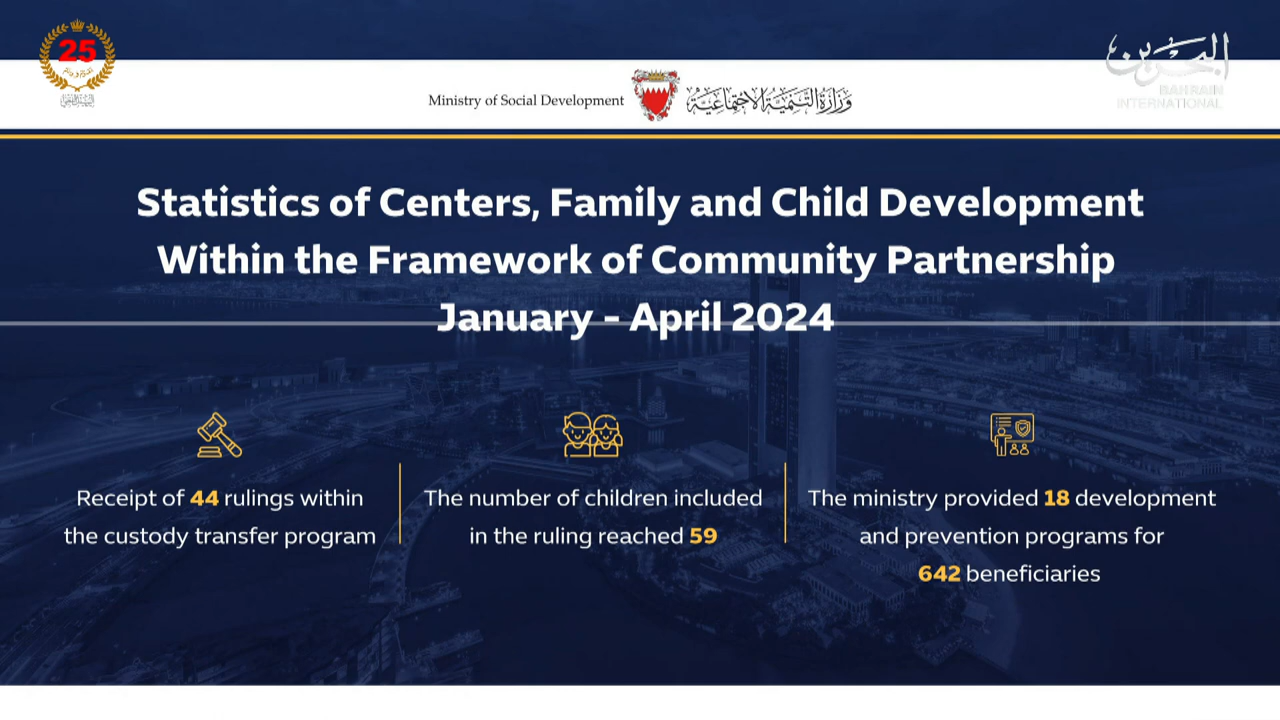 25
البحرين
BAHRAIN
INTERNATIONAL
Ministry of Social Development
وزارة التنمية الاجتماعية
Statistics of Centers, Family and Child Development
Within the Framework of Community Partnership
January - April 2024
Receipt of 44 rulings within
the custody transfer program
The number of children included
in the ruling reached 59
The ministry provided 18 development
and prevention programs for
642 beneficiaries